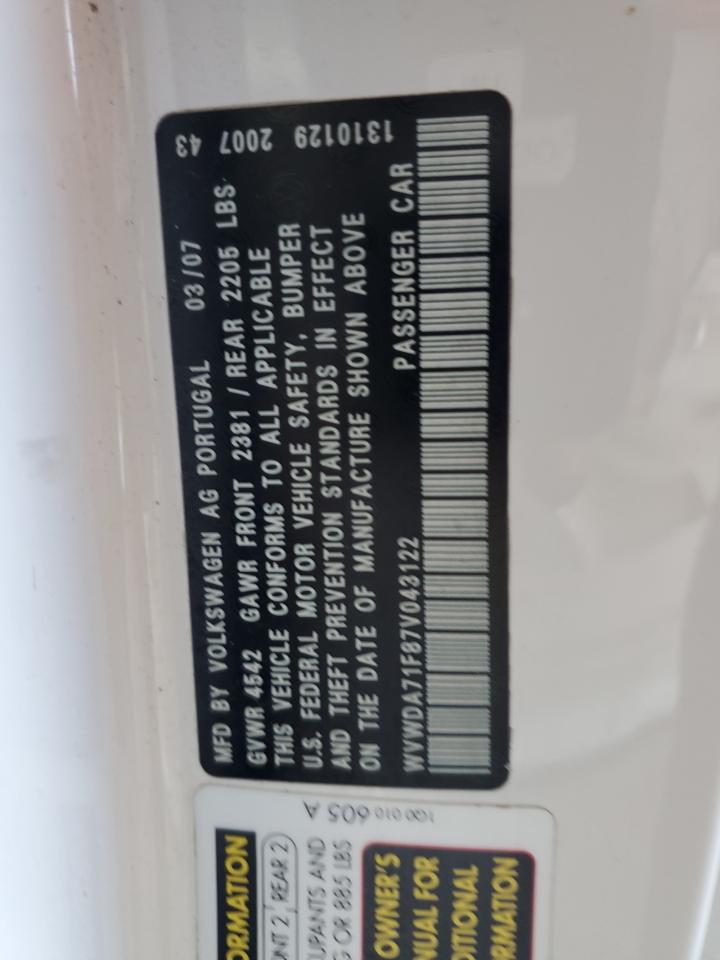 MFD BY VOLKSWAGEN AG PORTUGAL 03/07
GVWR 4542 GAWR FRONT 2381 / REAR 2205 LBS
THIS VEHICLE CONFORMS TO ALL APPLICABLE
U.S. FEDERAL MOTOR VEHICLE SAFETY, BUMPER
AND THEFT PREVENTION STANDARDS IN EFFECT
ON THE DATE OF MANUFACTURE SHOWN ABOVE
WVWDA71F87V043122 PASSENGER CAR
1310129 2007 43
1Q0 010 605 A
ORMATION
ONT 2 REAR 2
UPANTS AND
G OR 885 LBS
OWNER'S
NUAL FOR
DITIONAL
RMATION